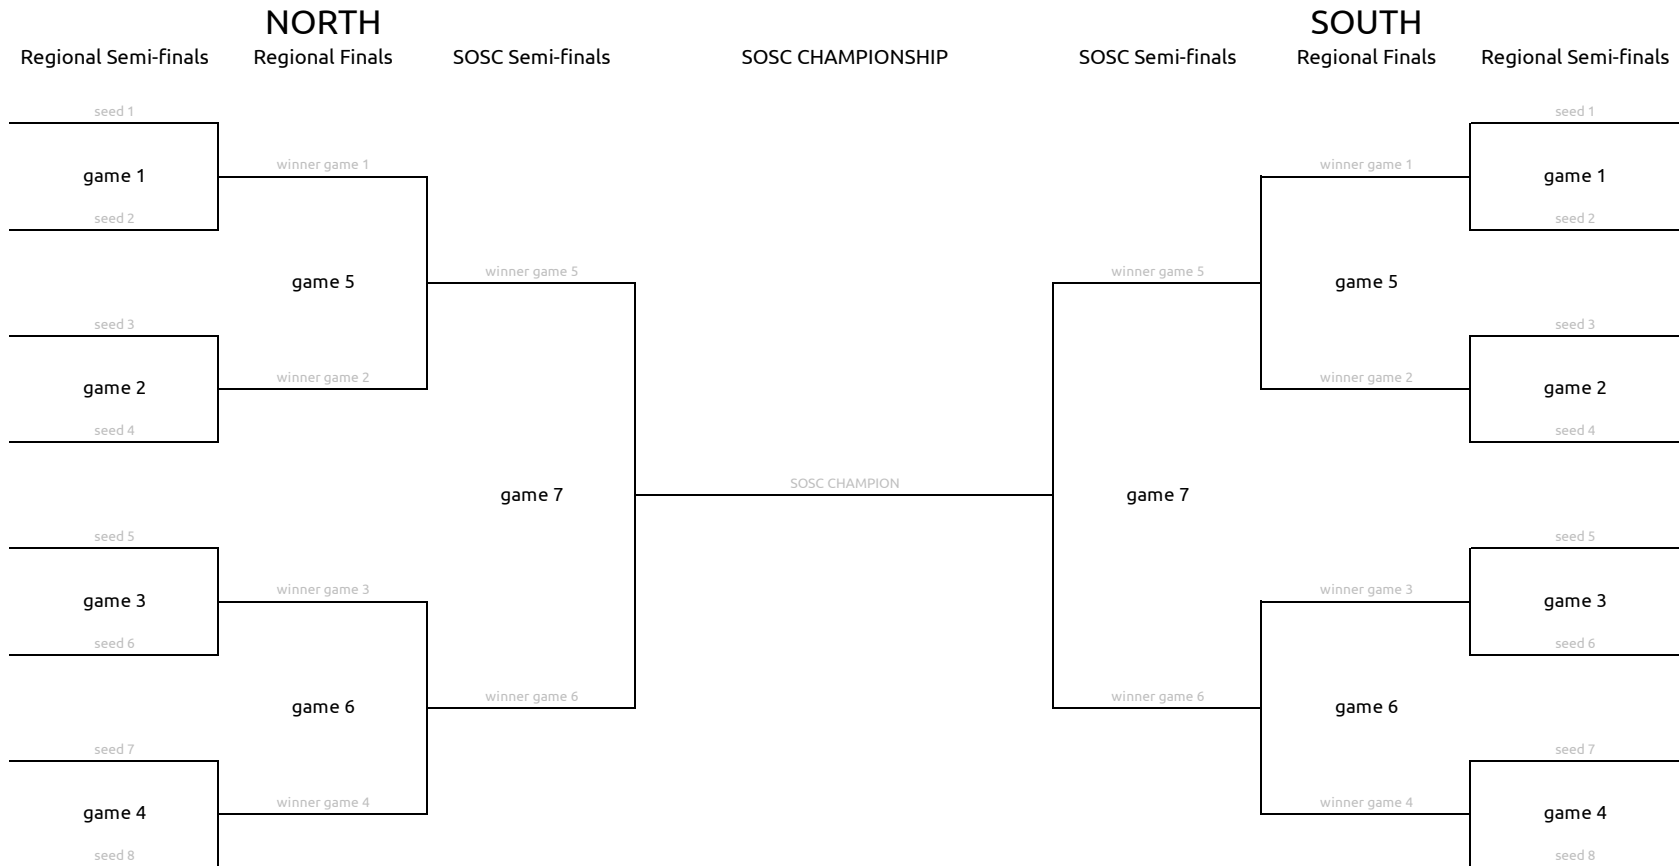 NORTH SOUTH
Regional Semi-finals Regional Finals SOSC Semi-finals SOSC CHAMPIONSHIP SOSC Semi-finals Regional Finals Regional Semi-finals
seed 1 seed 1
winner game 1 winner game 1
game 1 game 1
seed 2 seed 2
winner game 5 winner game 5
game 5 game 5
seed 3 seed 3
winner game 2 winner game 2
game 2 game 2
seed 4 seed 4
SOSC CHAMPION
game 7 game 7
seed 5 seed 5
winner game 3 winner game 3
game 3 game 3
seed 6 seed 6
winner game 6 winner game 6
game 6 game 6
seed 7 seed 7
winner game 4 winner game 4
game 4 game 4
seed 8 seed 8